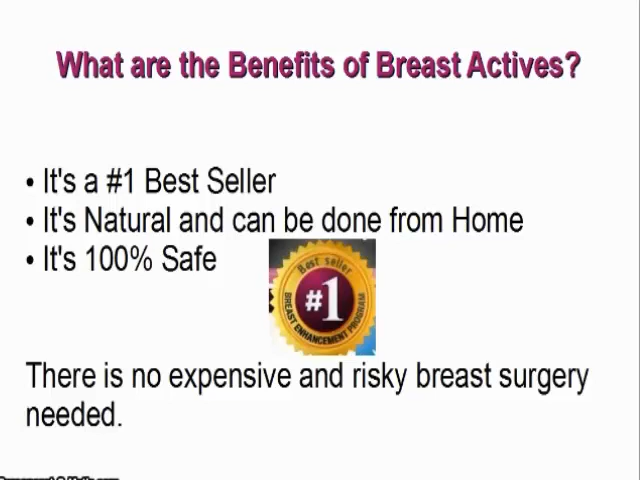 What are the Benefits of Breast Actives?
• It's a #1 Best Seller
• It's Natural and can be done from Home
• It's 100% Safe
Best seller
#1
BREAST ENHANCEMENT PROGRAM
There is no expensive and risky breast surgery
needed.